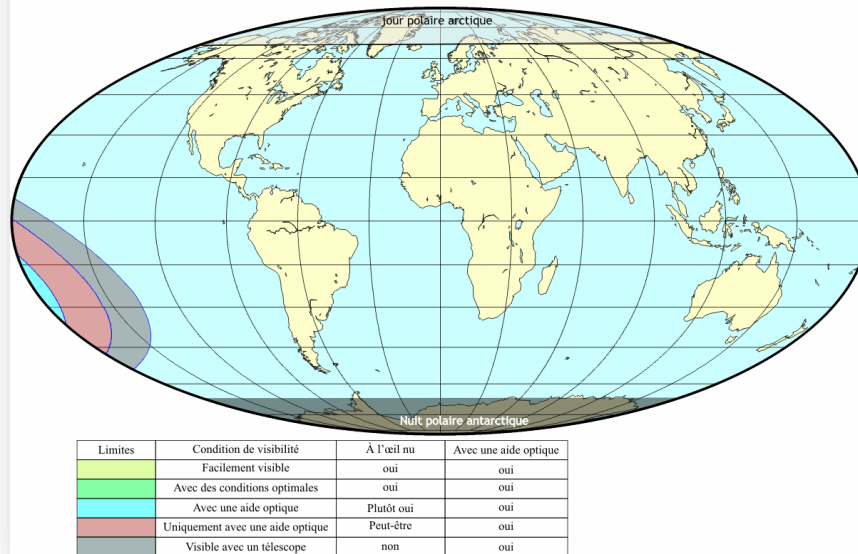 jour polaire arctique
Nuit polaire antarctique
Limites Condition de visibilité À l’œil nu Avec une aide optique
Facilement visible oui oui
Avec des conditions optimales oui oui
Avec une aide optique Plutôt oui oui
Uniquement avec une aide optique Peut-être oui
Visible avec un télescope non oui